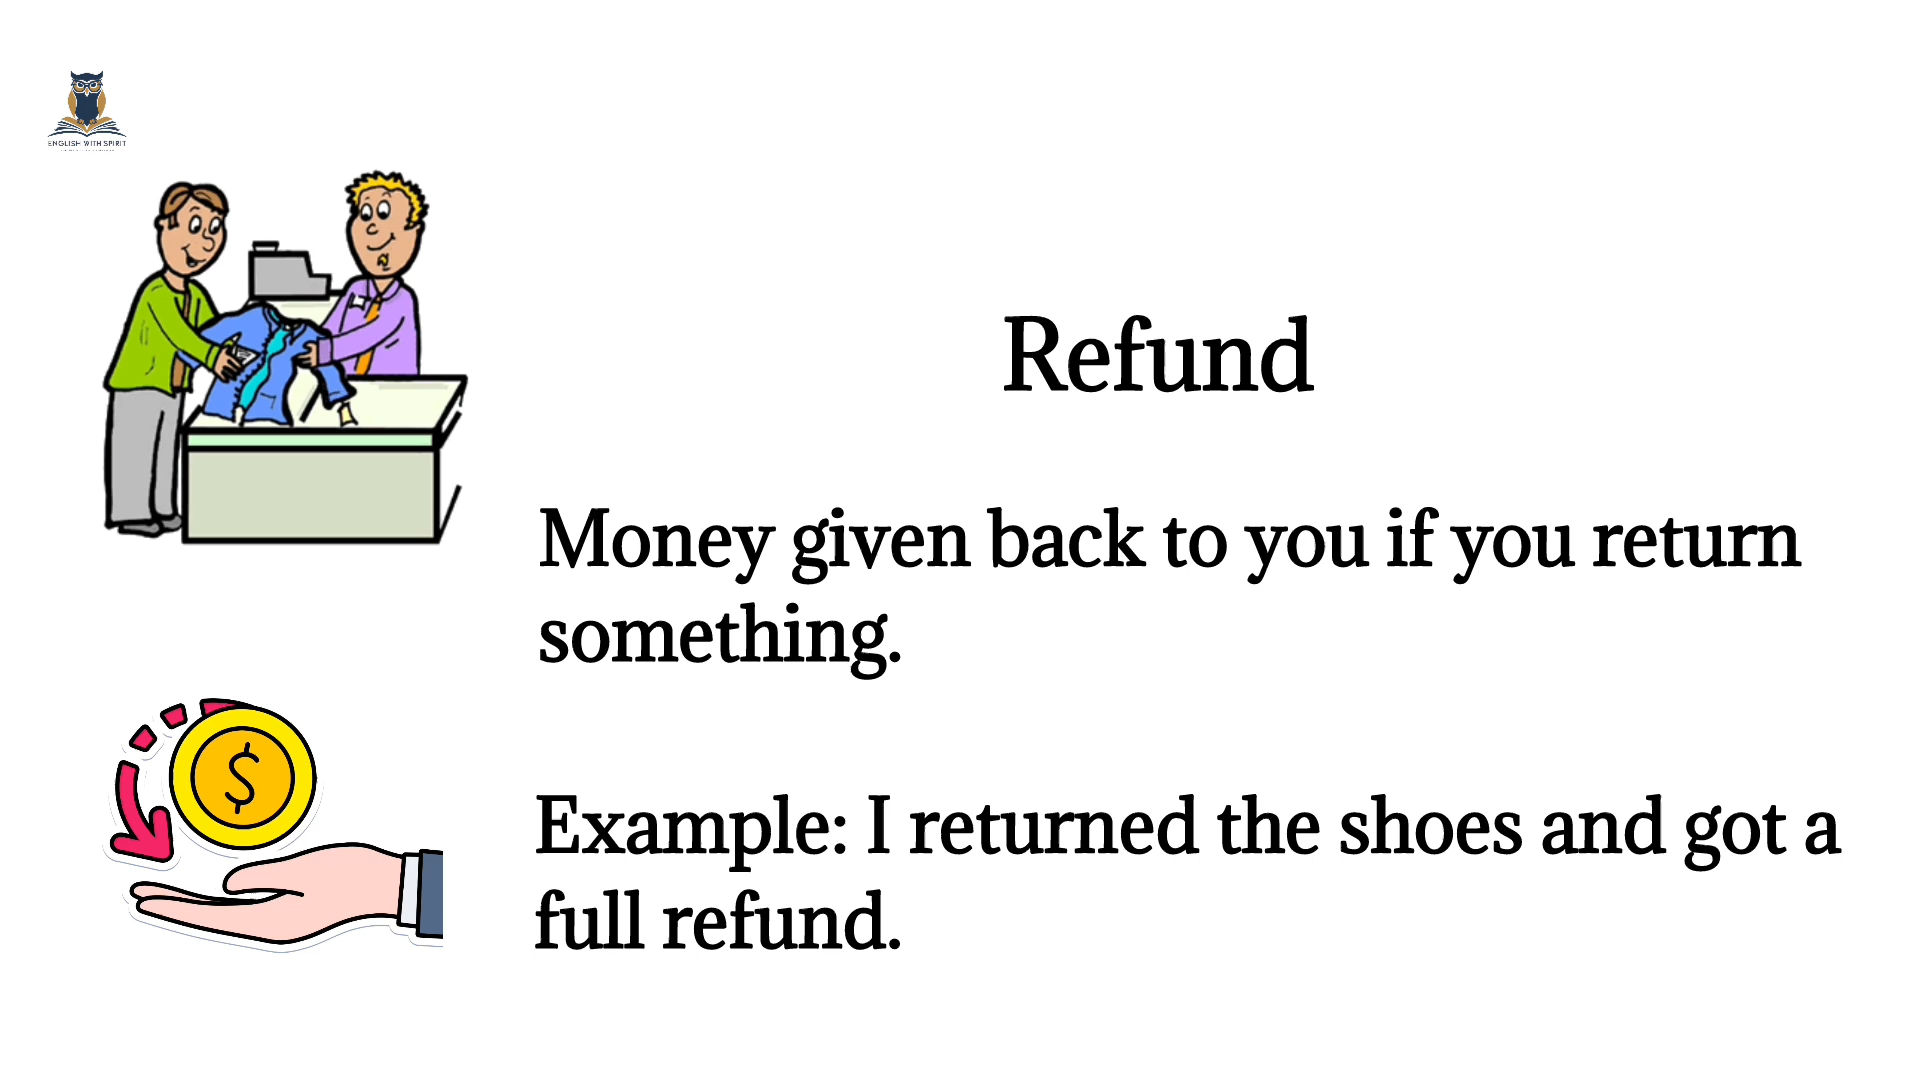 ENGLISH WITH SPIRIT
Refund
Money given back to you if you return
something.
Example: I returned the shoes and got a
full refund.